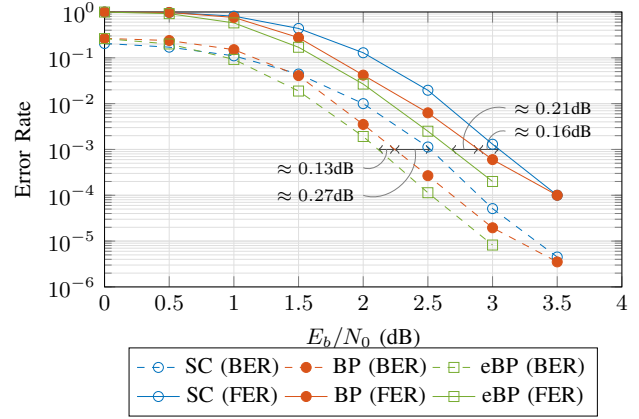 10^0
10^−1
10^−2
10^−3
10^−4
10^−5
10^−6
Error Rate
≈ 0.21dB
≈ 0.16dB
≈ 0.13dB
≈ 0.27dB
0 0.5 1 1.5 2 2.5 3 3.5 4
E_b/N_0 (dB)
SC (BER) BP (BER) eBP (BER)
SC (FER) BP (FER) eBP (FER)